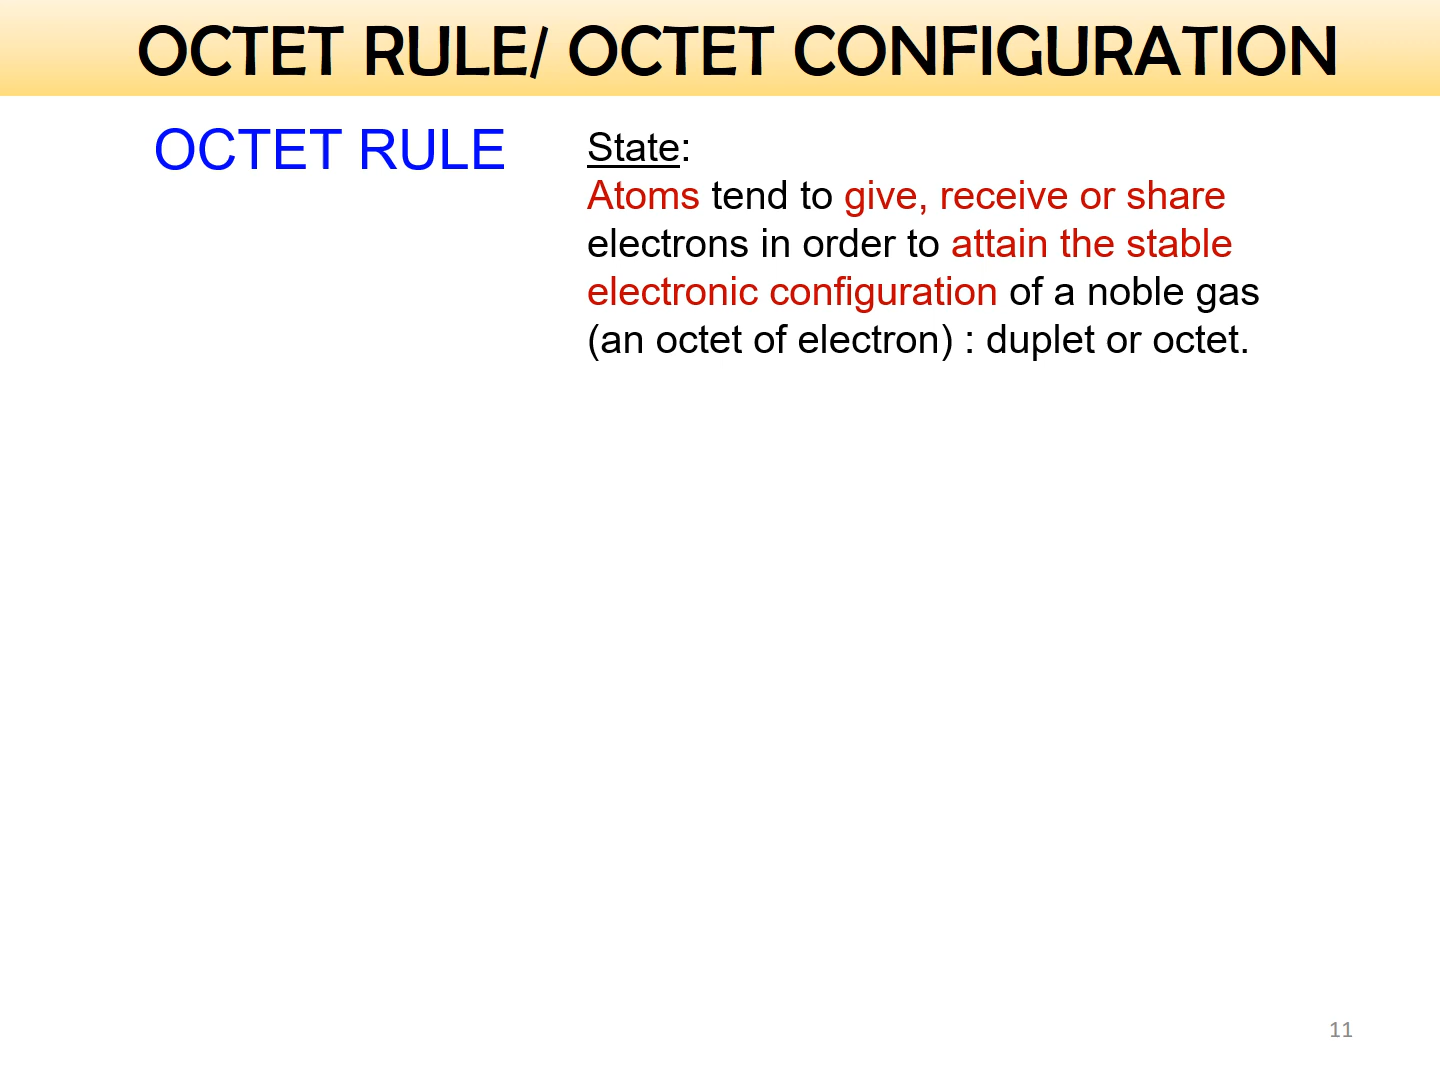 OCTET RULE/ OCTET CONFIGURATION
OCTET RULE
State:
Atoms tend to give, receive or share
electrons in order to attain the stable
electronic configuration of a noble gas
(an octet of electron) : duplet or octet.
11